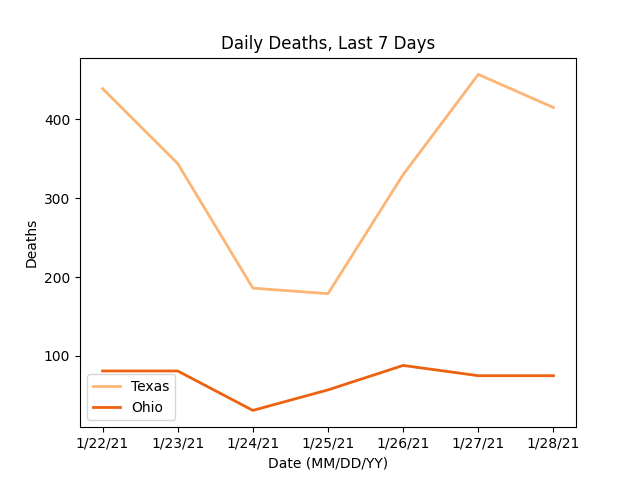 Daily Deaths, Last 7 Days
Deaths
400
300
200
100
Texas
Ohio
1/22/21 1/23/21 1/24/21 1/25/21 1/26/21 1/27/21 1/28/21
Date (MM/DD/YY)